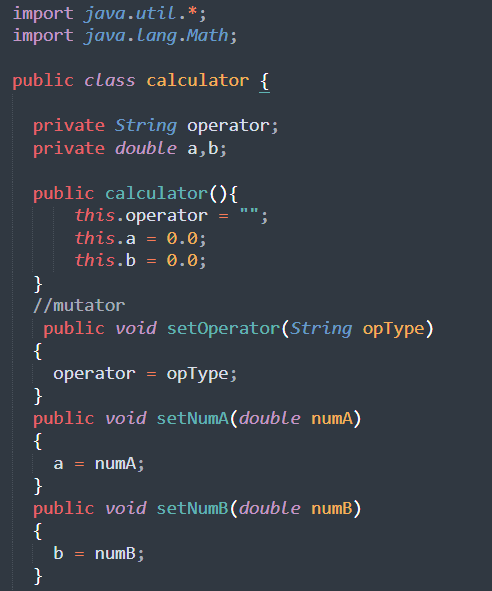 import java.util.*;
import java.lang.Math;

public class calculator {

  private String operator;
  private double a,b;

  public calculator(){
      this.operator = "";
      this.a = 0.0;
      this.b = 0.0;
  }
  //mutator
   public void setOperator(String opType)
  {
    operator = opType;
  }
  public void setNumA(double numA)
  {
    a = numA;
  }
  public void setNumB(double numB)
  {
    b = numB;
  }